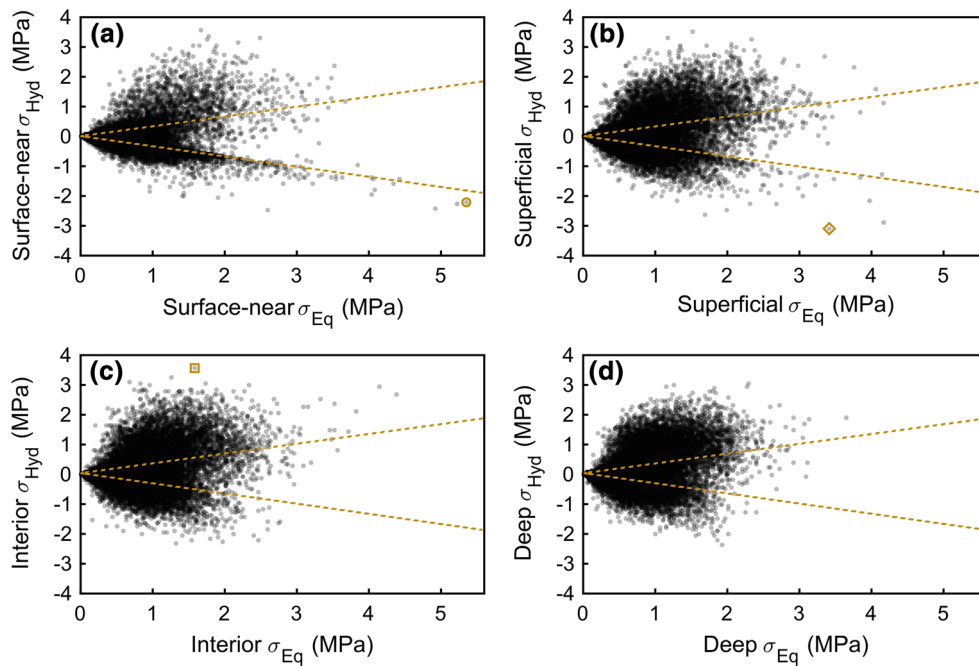 (a)
4
3
2
1
0
-1
-2
-3
-4
Surface-near σHyd (MPa)
0 1 2 3 4 5
Surface-near σEq (MPa)
(b)
4
3
2
1
0
-1
-2
-3
-4
Superficial σHyd (MPa)
0 1 2 3 4 5
Superficial σEq (MPa)
(c)
4
3
2
1
0
-1
-2
-3
-4
Interior σHyd (MPa)
0 1 2 3 4 5
Interior σEq (MPa)
(d)
4
3
2
1
0
-1
-2
-3
-4
Deep σHyd (MPa)
0 1 2 3 4 5
Deep σEq (MPa)